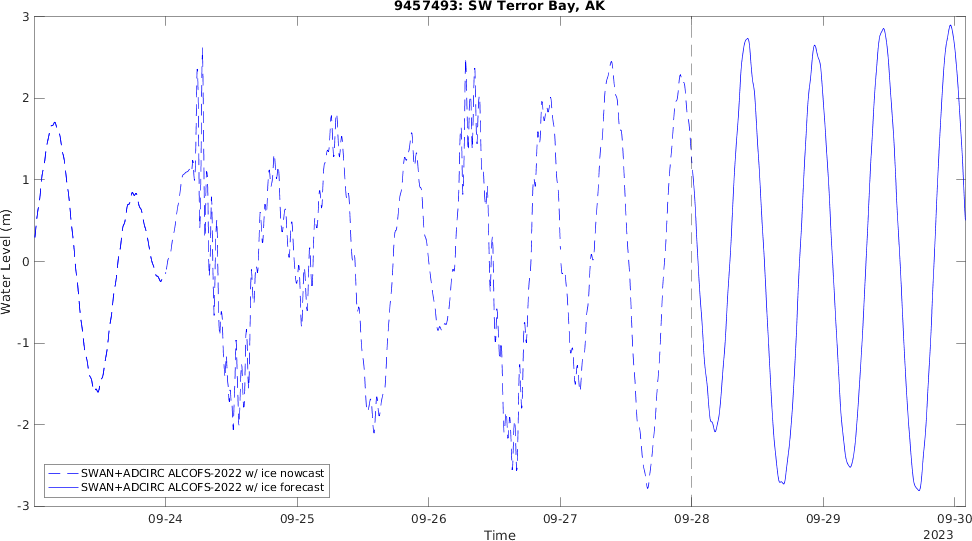 9457493: SW Terror Bay, AK
3
2
1
0
-1
-2
-3
Water Level (m)
SWAN+ADCIRC ALCOFS-2022 w/ ice nowcast
SWAN+ADCIRC ALCOFS-2022 w/ ice forecast
09-24 09-25 09-26 09-27 09-28 09-29 09-30
Time
2023